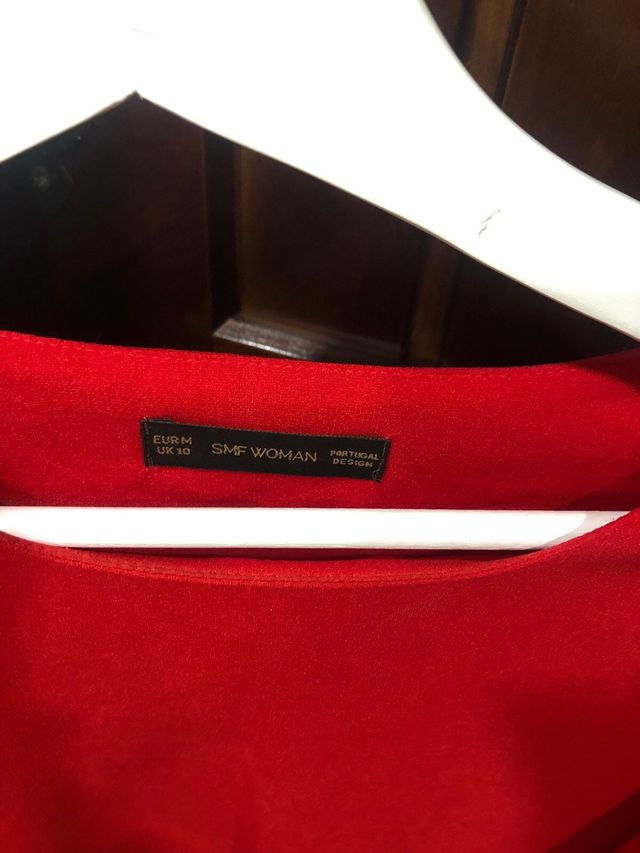 EUR M
UK 10
SMF WOMAN
PORTUGAL
DESIGN